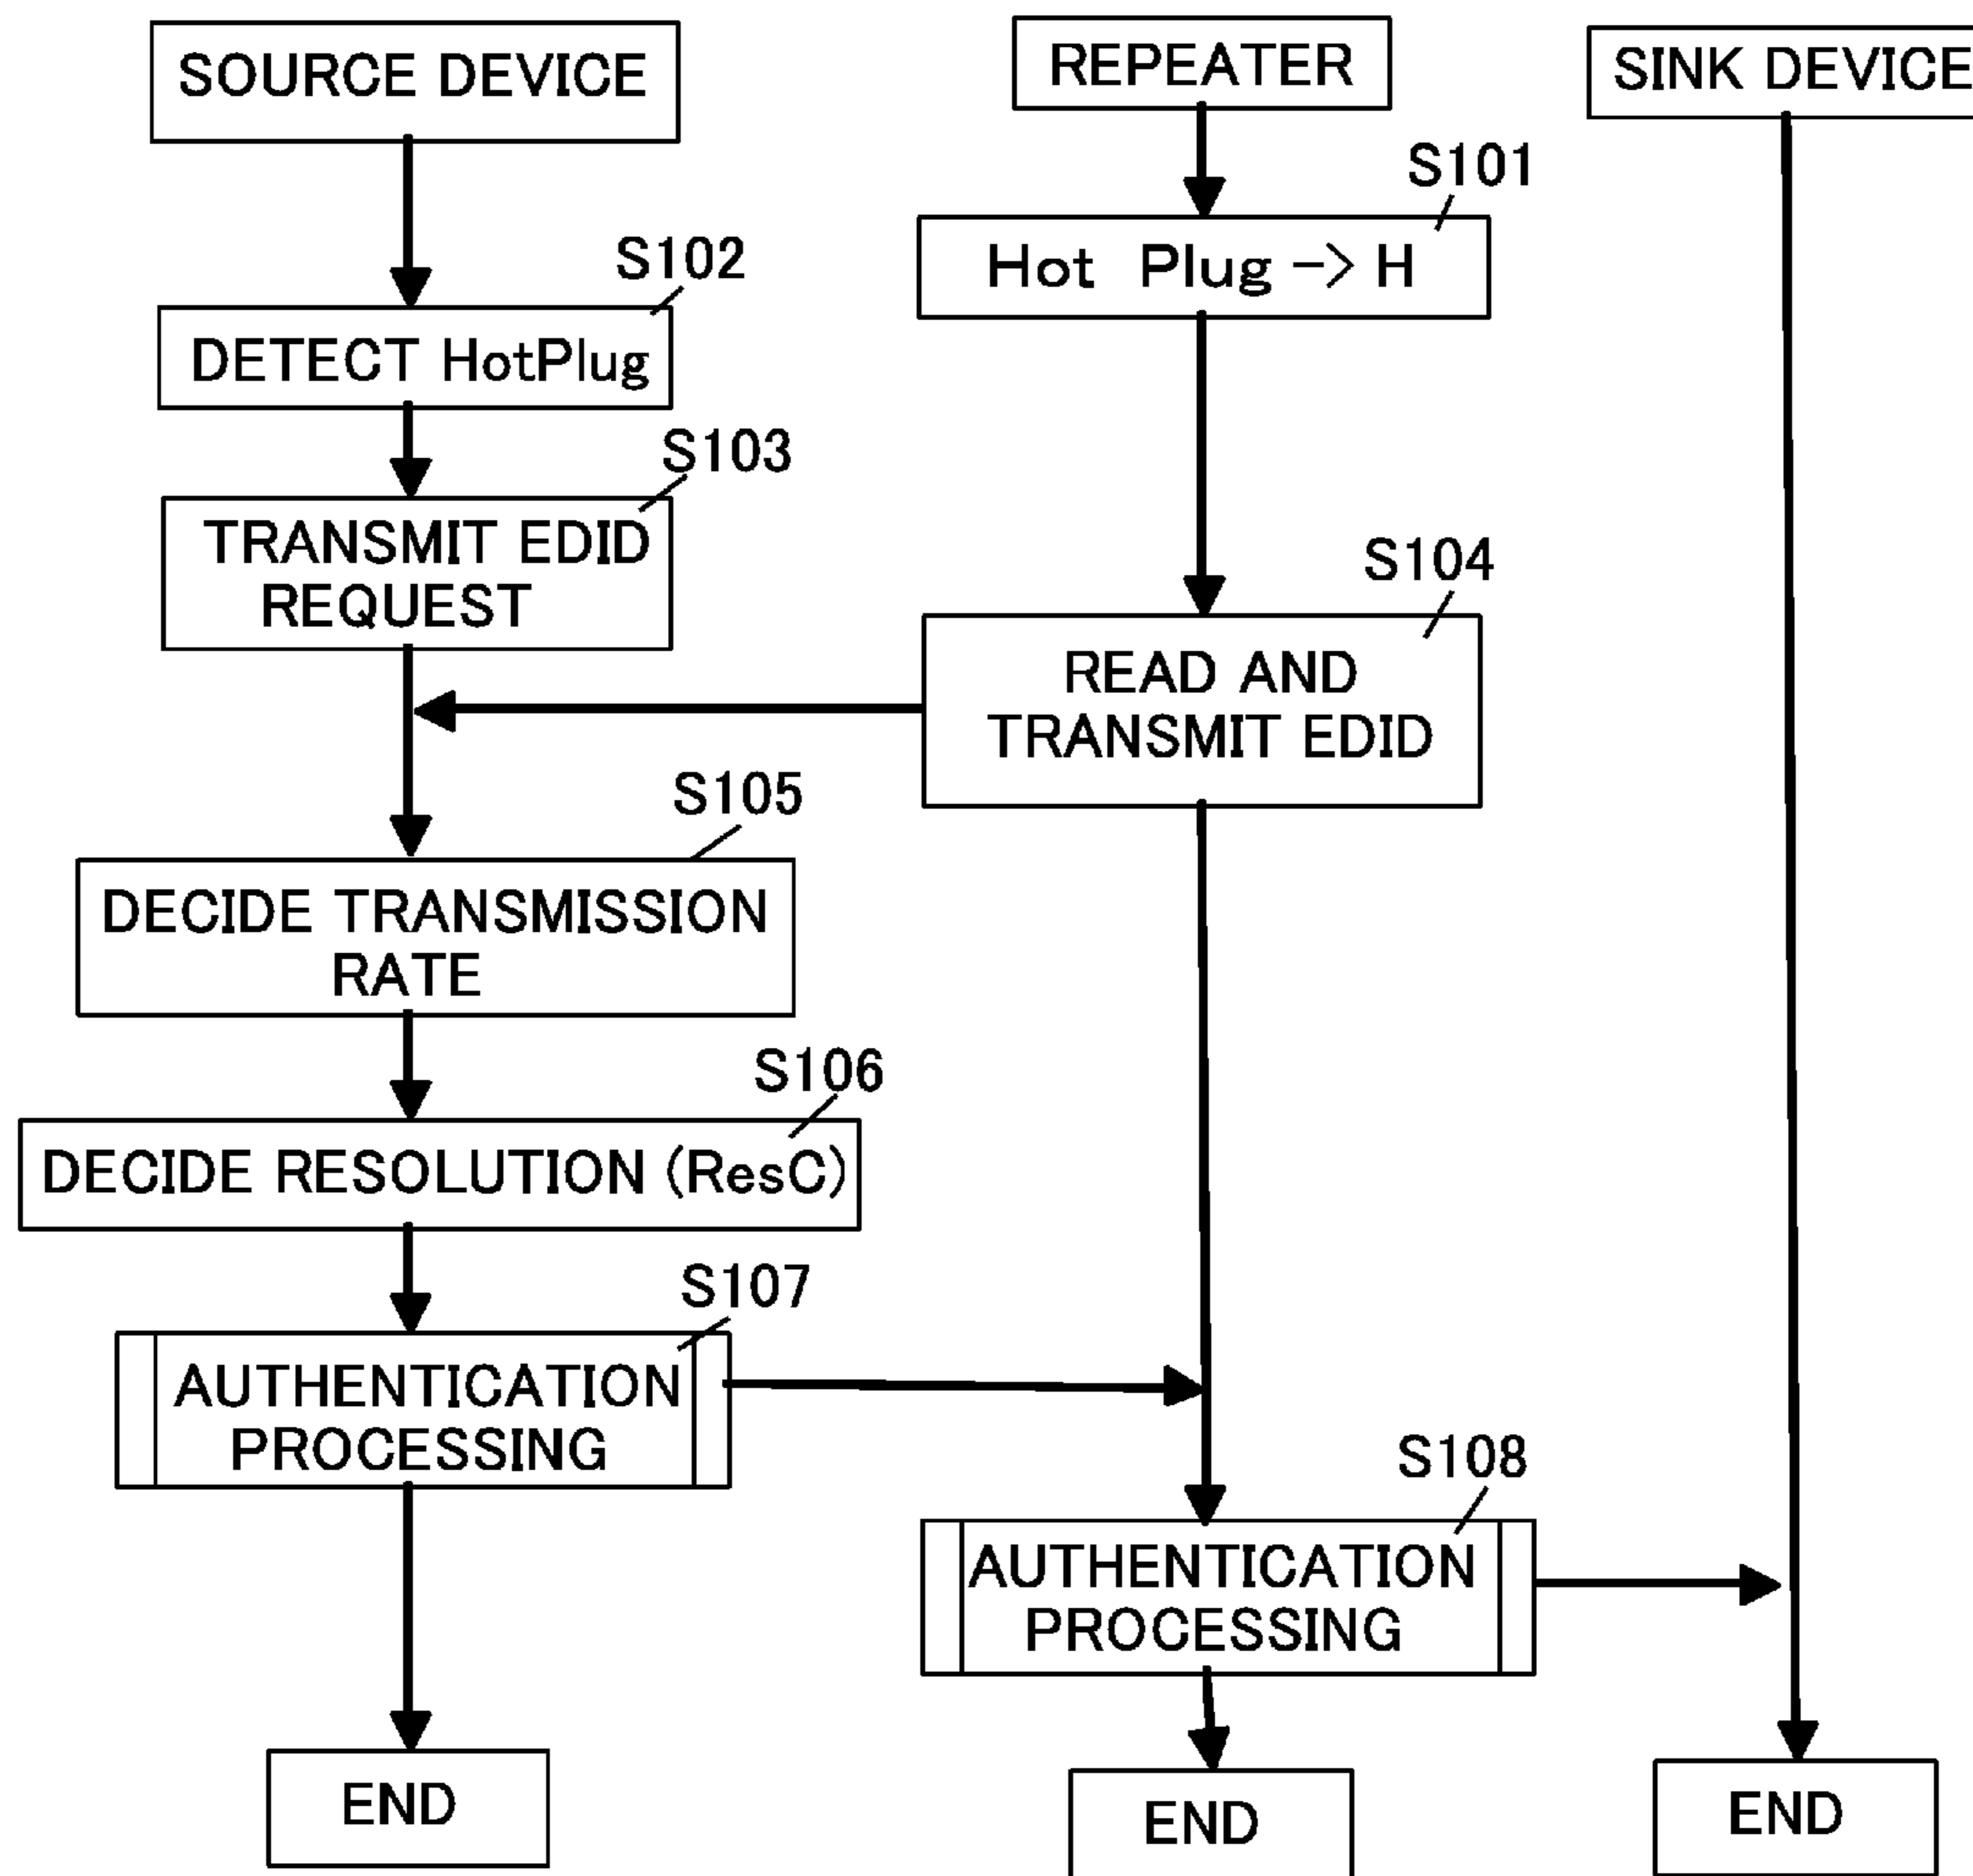 SOURCE DEVICE
REPEATER
SINK DEVICE
S101
Hot Plug -> H
S102
DETECT HotPlug
S103
TRANSMIT EDID
REQUEST
S104
READ AND
TRANSMIT EDID
S105
DECIDE TRANSMISSION
RATE
S106
DECIDE RESOLUTION (ResC)
S107
AUTHENTICATION
PROCESSING
S108
AUTHENTICATION
PROCESSING
END
END
END